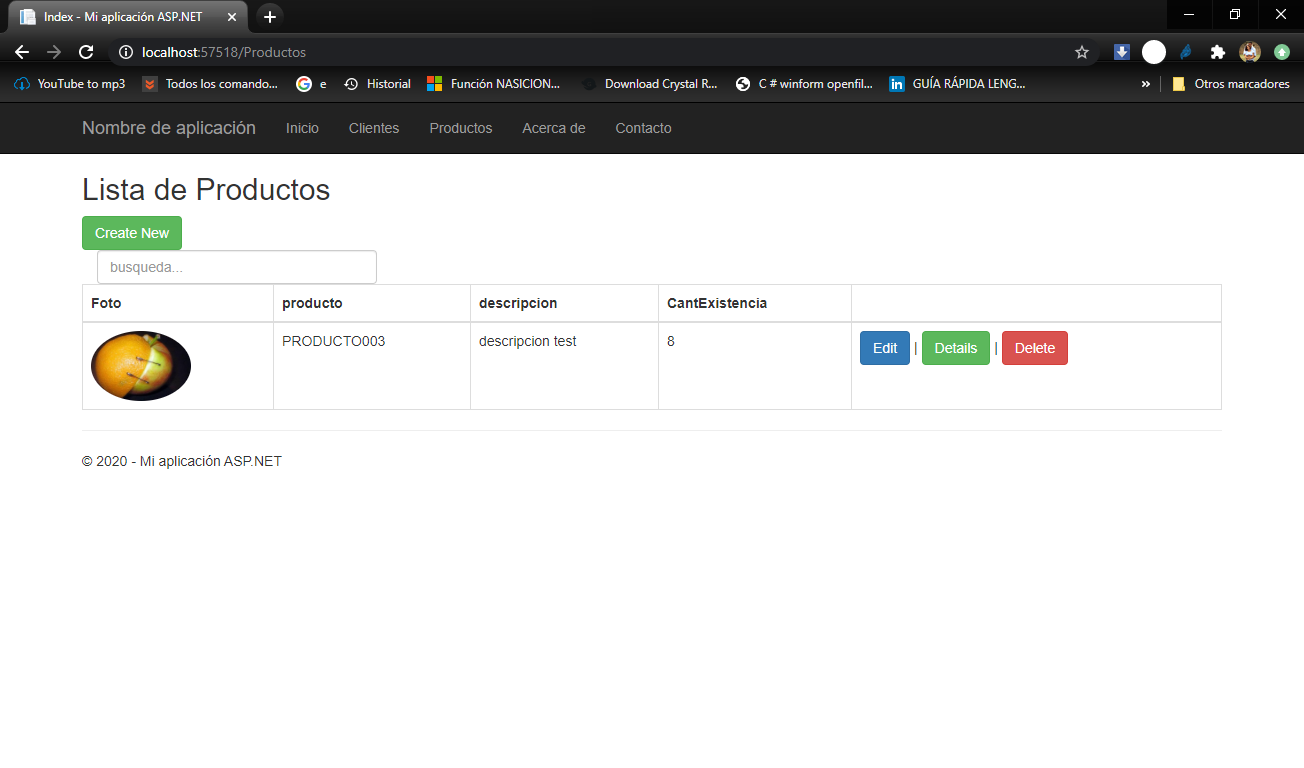 Index - Mi aplicación ASP.NET
localhost:57518/Productos
YouTube to mp3
Todos los comando...
e
Historial
Función NASICION...
Download Crystal R...
C # winform openfil...
GUÍA RÁPIDA LENG...
»
Otros marcadores
Nombre de aplicación
Inicio
Clientes
Productos
Acerca de
Contacto
Lista de Productos
Create New
busqueda...
Foto
producto
descripcion
CantExistencia
PRODUCTO003
descripcion test
8
Edit | Details | Delete
© 2020 - Mi aplicación ASP.NET